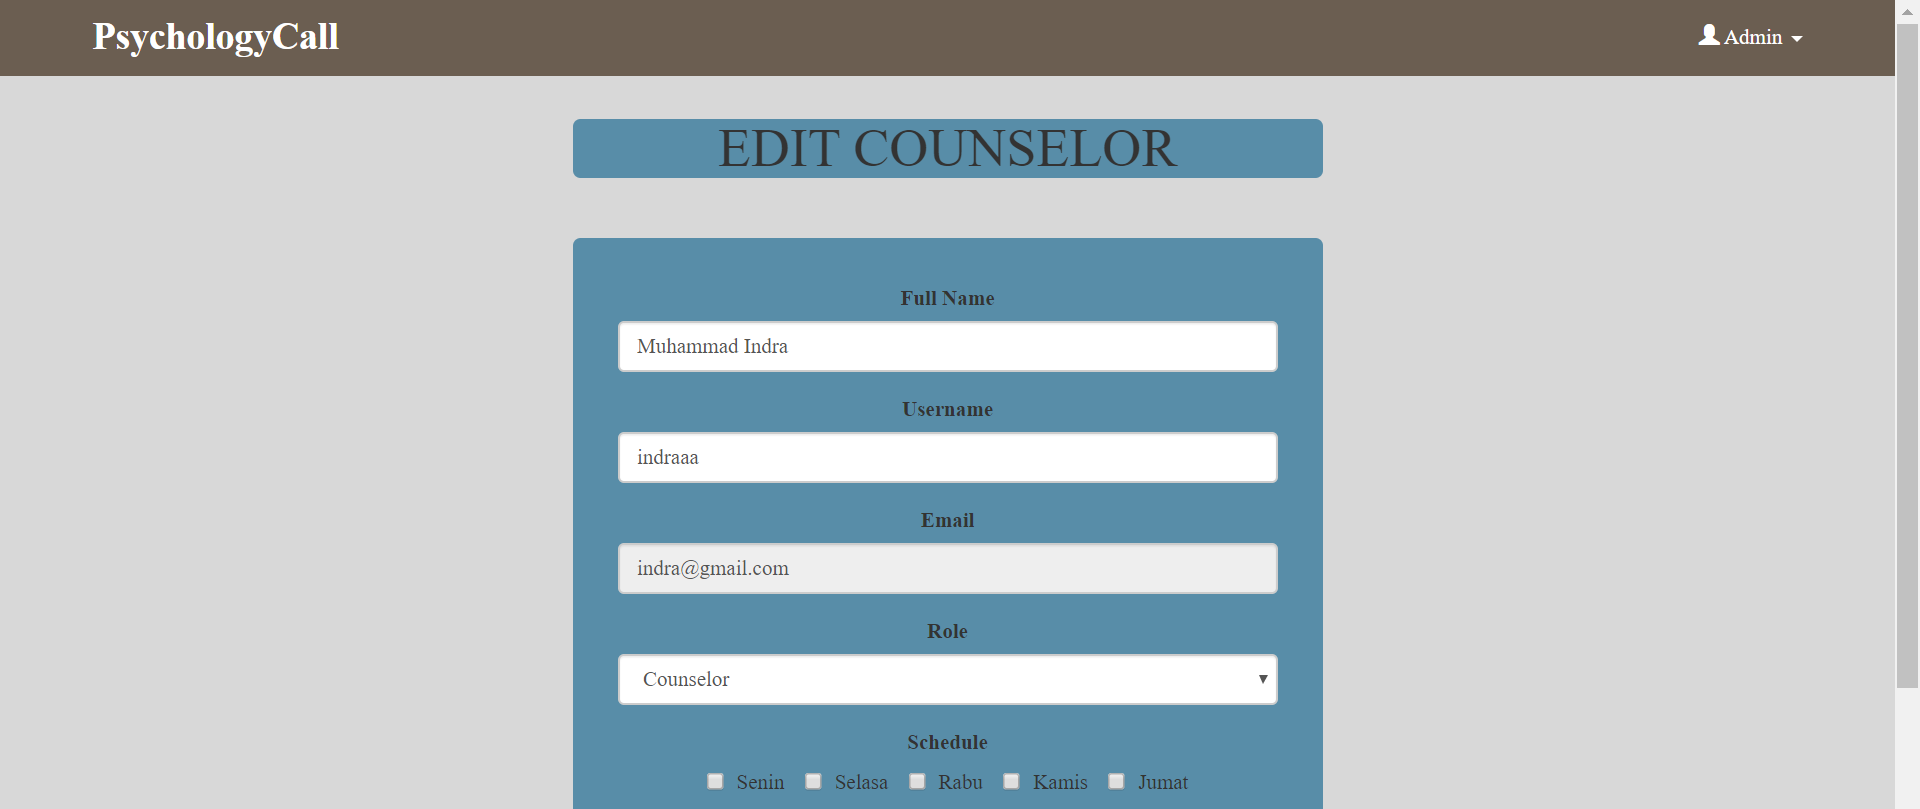 PsychologyCall
Admin
EDIT COUNSELOR
Full Name
Muhammad Indra
Username
indraaa
Email
indra@gmail.com
Role
Counselor
Schedule
Senin Selasa Rabu Kamis Jumat